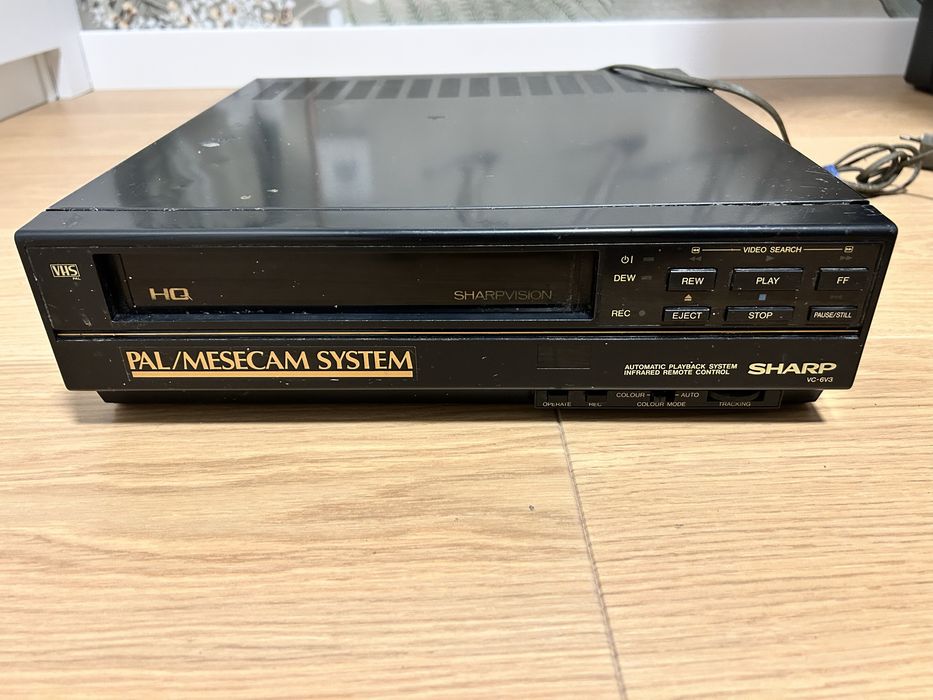 VHS
PAL
HQ
SHARPVISION
VIDEO SEARCH
DEW
REW
PLAY
FF
REC
EJECT
STOP
PAUSE/STILL
PAL/MESECAM SYSTEM
AUTOMATIC PLAYBACK SYSTEM
INFRARED REMOTE CONTROL
SHARP
VC-6V3
COLOUR
AUTO
OPERATE
REC
COLOUR MODE
TRACKING